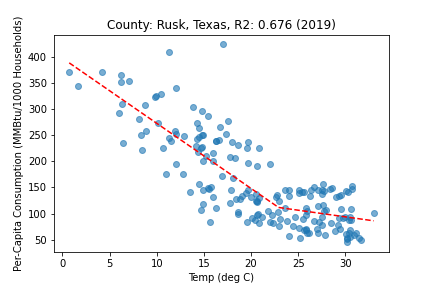 County: Rusk, Texas, R2: 0.676 (2019)
Per-Capita Consumption (MMBtu/1000 Households)
400
350
300
250
200
150
100
50
0 5 10 15 20 25 30
Temp (deg C)